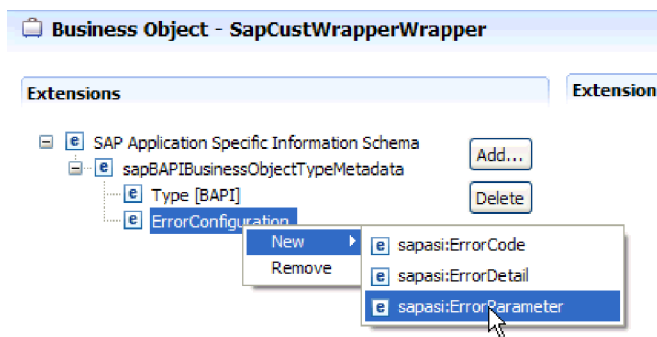 Business Object - SapCustWrapperWrapper
Extensions
Extension
SAP Application Specific Information Schema
Add...
sapBAPIBusinessObjectTypeMetadata
Type [BAPI]
Delete
ErrorConfiguration
New
sapasi:ErrorCode
Remove
sapasi:ErrorDetail
sapasi:ErrorParameter